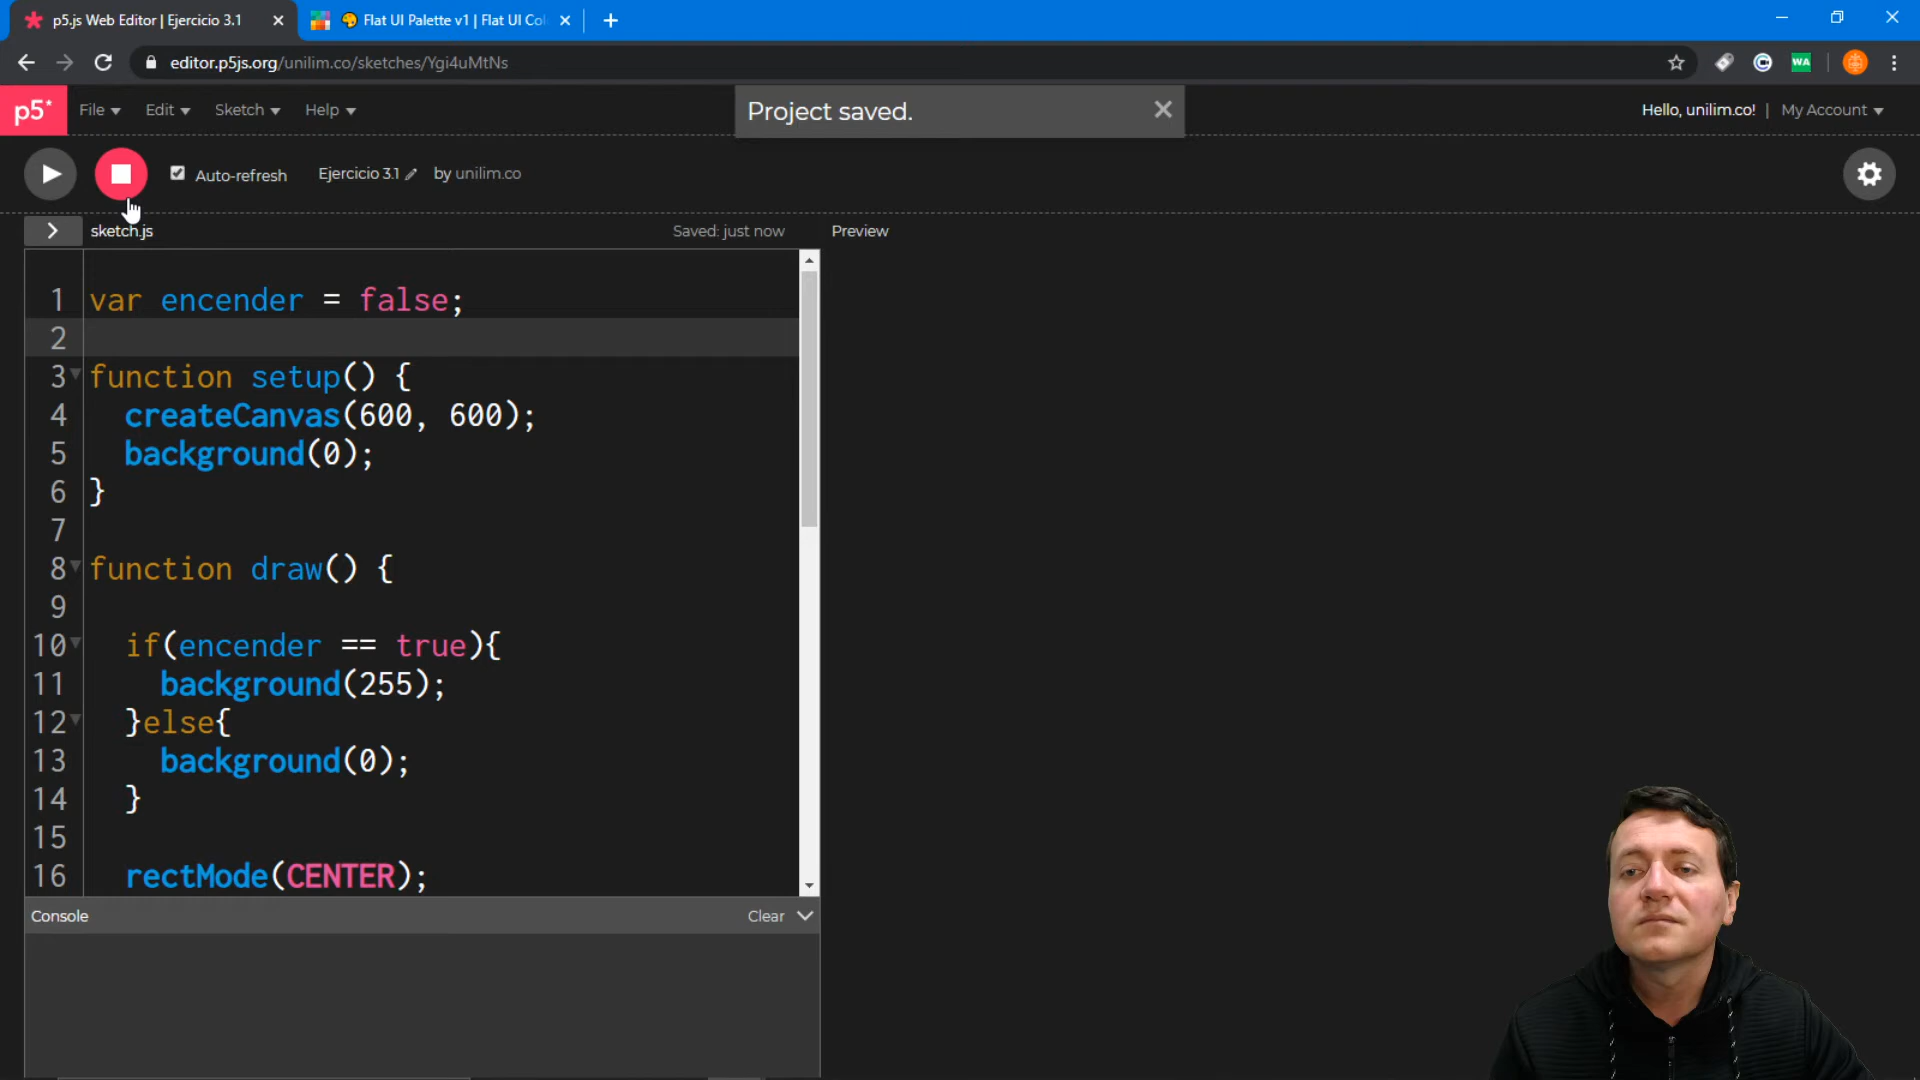 p5.js Web Editor | Ejercicio 3.1
Flat UI Palette v1 | Flat UI Col
editor.p5js.org/unilim.co/sketches/Ygi4uMtNs
WA
p5*
File
Edit
Sketch
Help
Project saved.
Hello, unilim.co! | My Account
Auto-refresh
Ejercicio 3.1
by unilim.co
sketch.js
Saved: just now
Preview
1 var encender = false;
2
3 function setup() {
4 createCanvas(600, 600);
5 background(0);
6 }
7
8 function draw() {
9
10 if(encender == true){
11 background(255);
12 }else{
13 background(0);
14 }
15
16 rectMode(CENTER);
Console
Clear